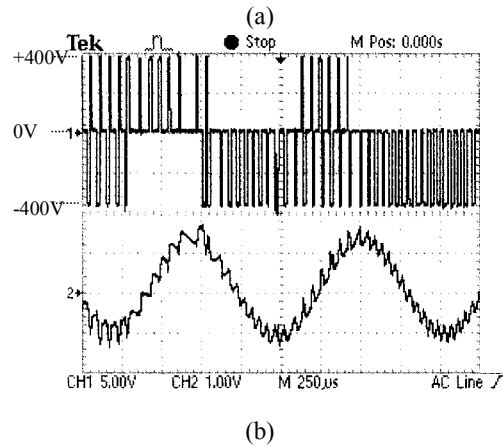 (a)
Tek Stop M Pos: 0.000s
+400V
0V 1
-400V
2
CH1 5.00V CH2 1.00V M 250µs AC Line
(b)